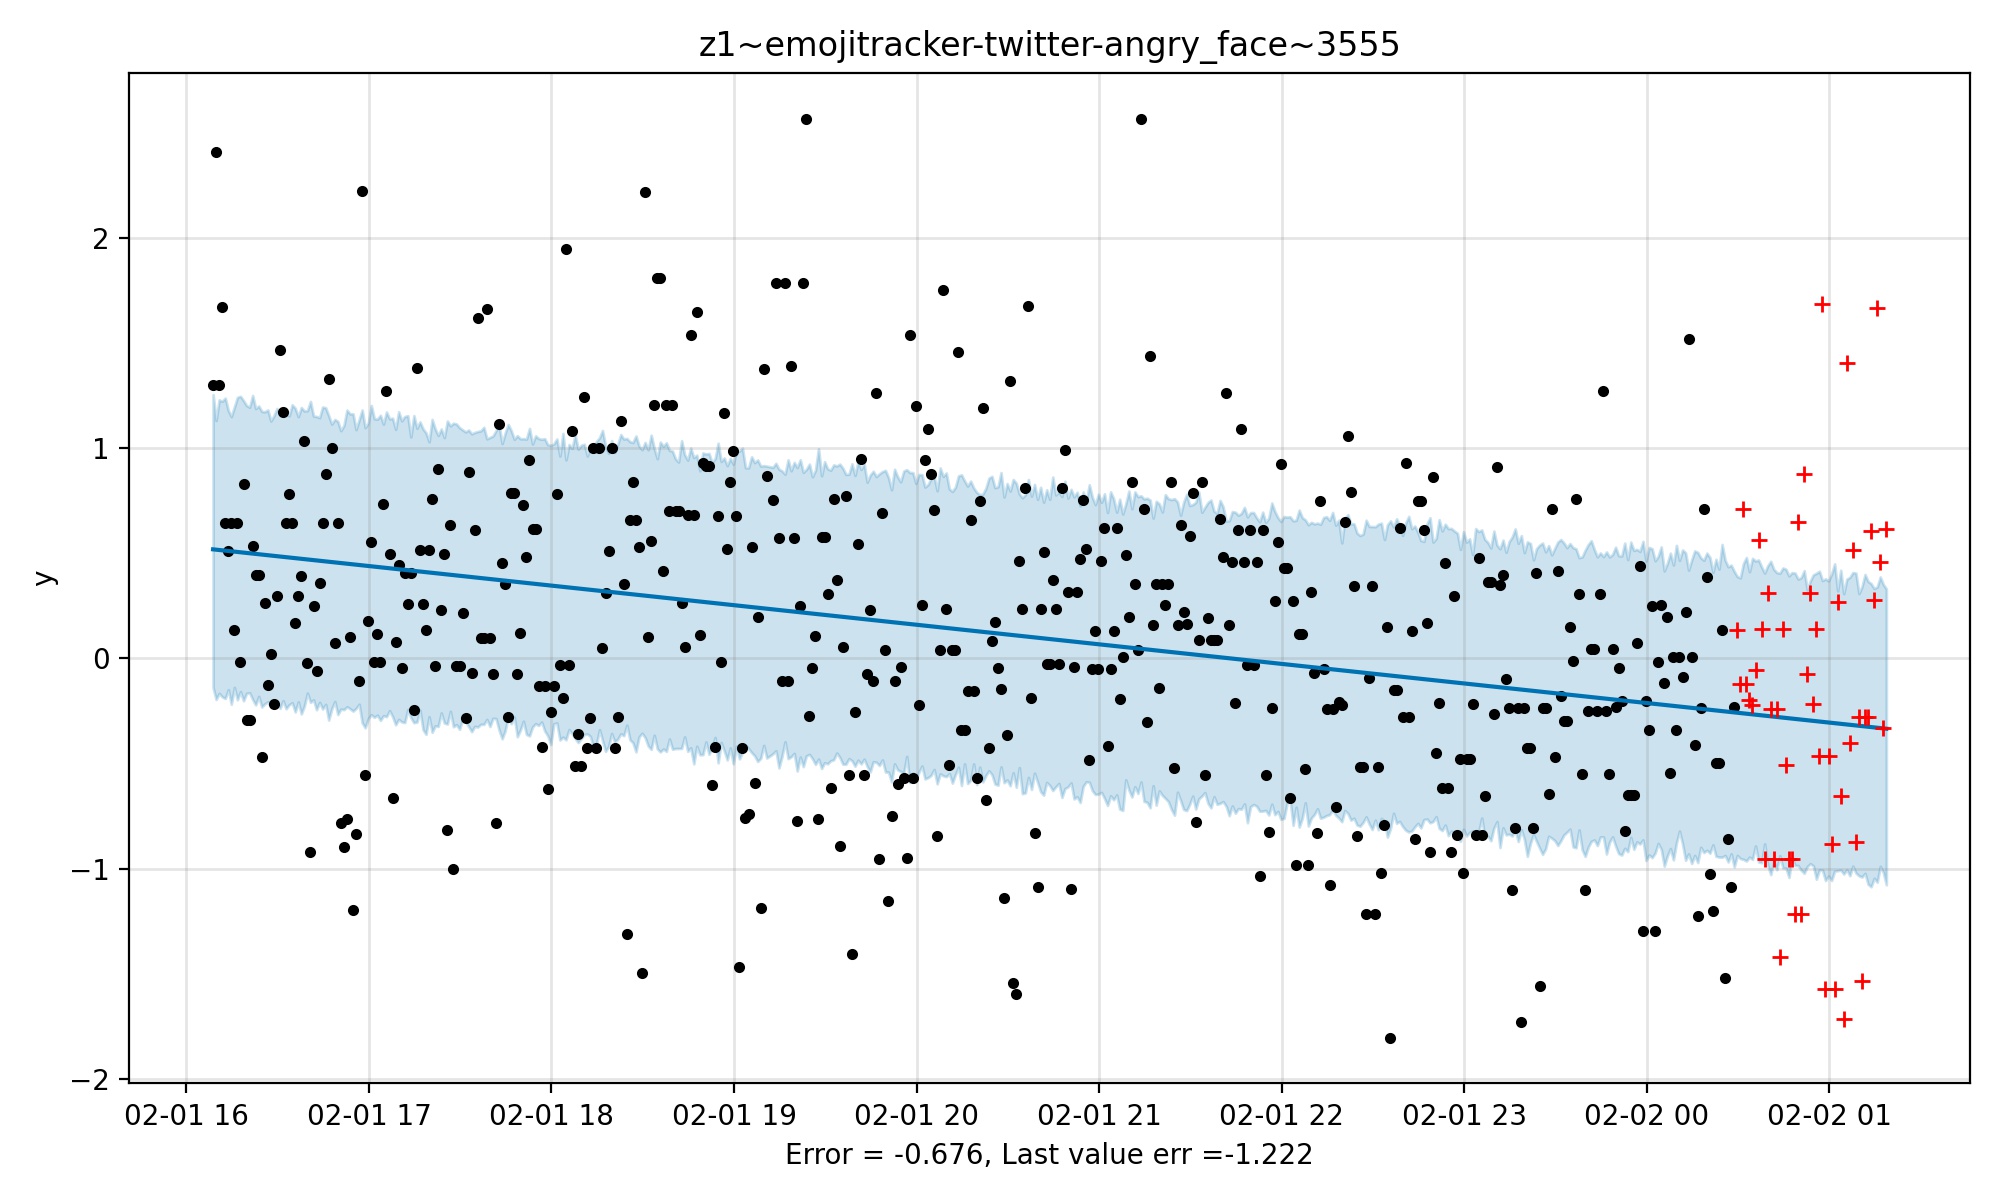 z1~emojitracker-twitter-angry_face~3555
y
2
1
0
−1
−2
02-01 16 02-01 17 02-01 18 02-01 19 02-01 20 02-01 21 02-01 22 02-01 23 02-02 00 02-02 01
Error = -0.676, Last value err =-1.222